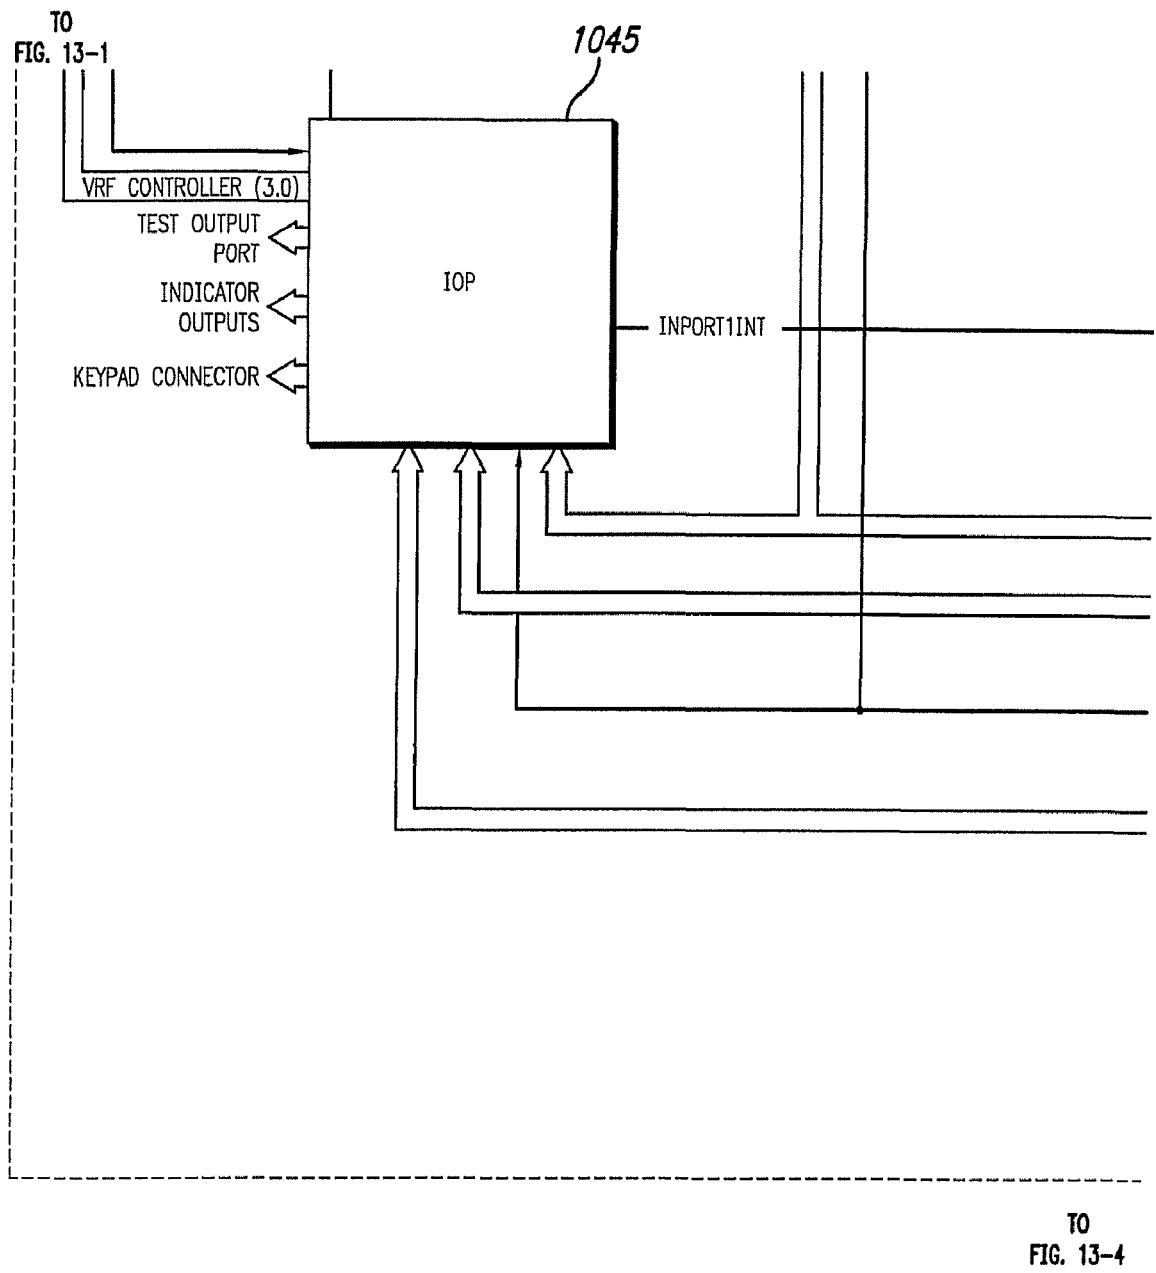 TO
FIG. 13-1
1045
VRF CONTROLLER (3.0)
TEST OUTPUT
PORT
INDICATOR
OUTPUTS
KEYPAD CONNECTOR
IOP
INPORT1INT
TO
FIG. 13-4